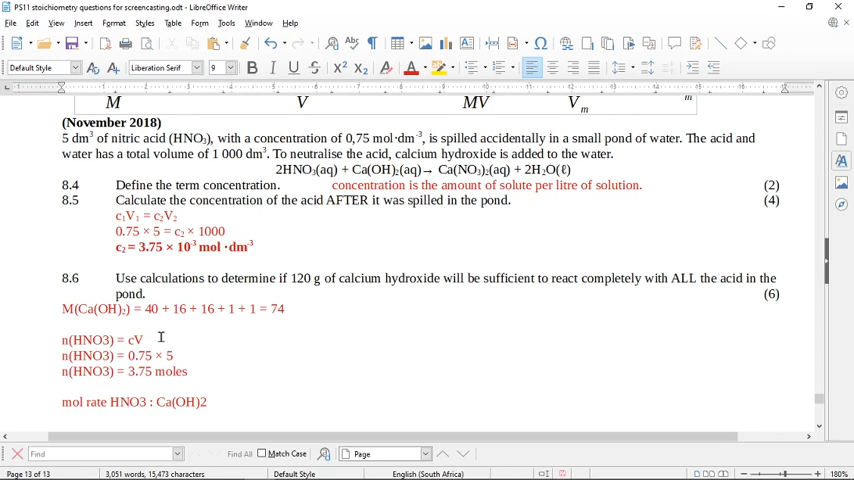 PS11 stoichiometry questions for screencasting.odt - LibreOffice Writer
File Edit View Insert Format Styles Table Form Tools Window Help
Default Style Liberation Serif 9
M V MV Vₘ m
(November 2018)
5 dm³ of nitric acid (HNO₃), with a concentration of 0,75 mol·dm⁻³, is spilled accidentally in a small pond of water. The acid and
water has a total volume of 1 000 dm³. To neutralise the acid, calcium hydroxide is added to the water.
2HNO₃(aq) + Ca(OH)₂(aq)→ Ca(NO₃)₂(aq) + 2H₂O(ℓ)
8.4 Define the term concentration. concentration is the amount of solute per litre of solution. (2)
8.5 Calculate the concentration of the acid AFTER it was spilled in the pond. (4)
c₁V₁ = c₂V₂
0.75 × 5 = c₂ × 1000
c₂ = 3.75 × 10⁻³ mol ·dm⁻³
8.6 Use calculations to determine if 120 g of calcium hydroxide will be sufficient to react completely with ALL the acid in the
pond. (6)
M(Ca(OH)₂) = 40 + 16 + 16 + 1 + 1 = 74
n(HNO3) = cV
n(HNO3) = 0.75 × 5
n(HNO3) = 3.75 moles
mol rate HNO3 : Ca(OH)2
Find Find All Match Case Page
Page 13 of 13 3,051 words, 15,473 characters Default Style English (South Africa) 180%